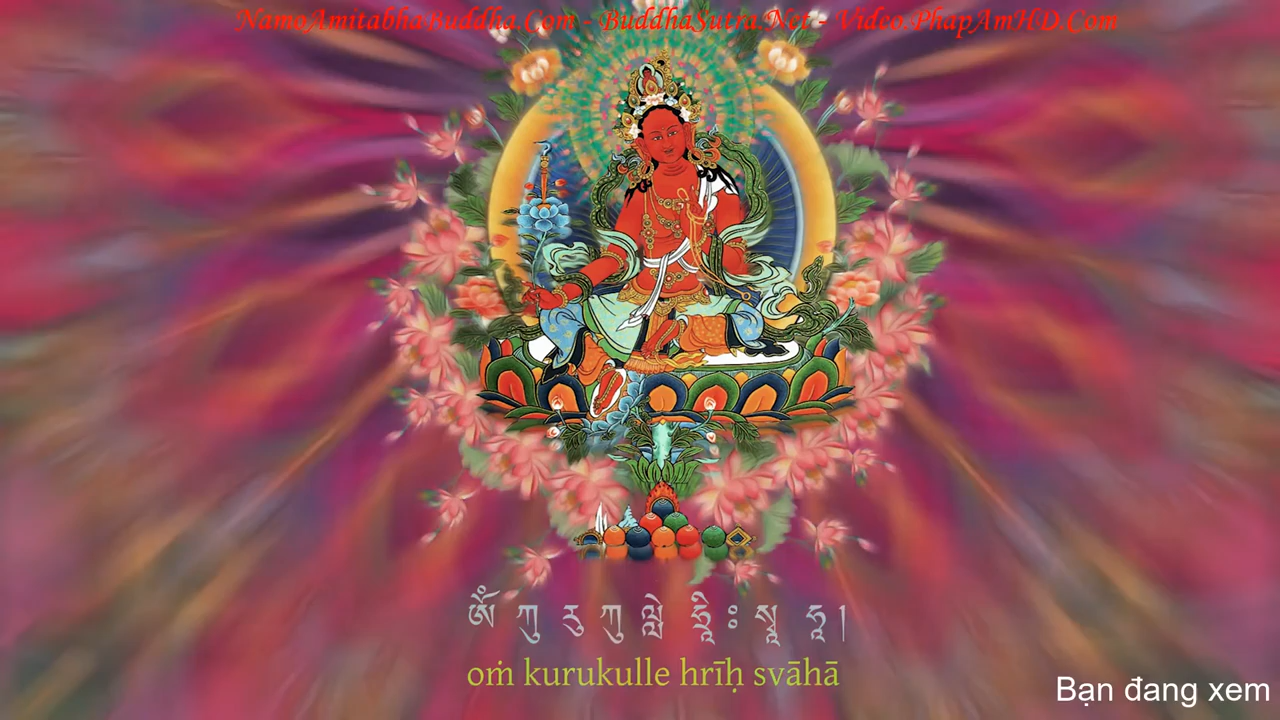 NamoAmitabhaBuddha.Com - BuddhaSutra.Net - Video.PhapAmHD.Com
ༀ ཀུ རུ ཀུ ལླེ ཧྲཱིཿ སྭཱ ཧཱ།
oṁ kurukulle hrīḥ svāhā
Bạn đang xem